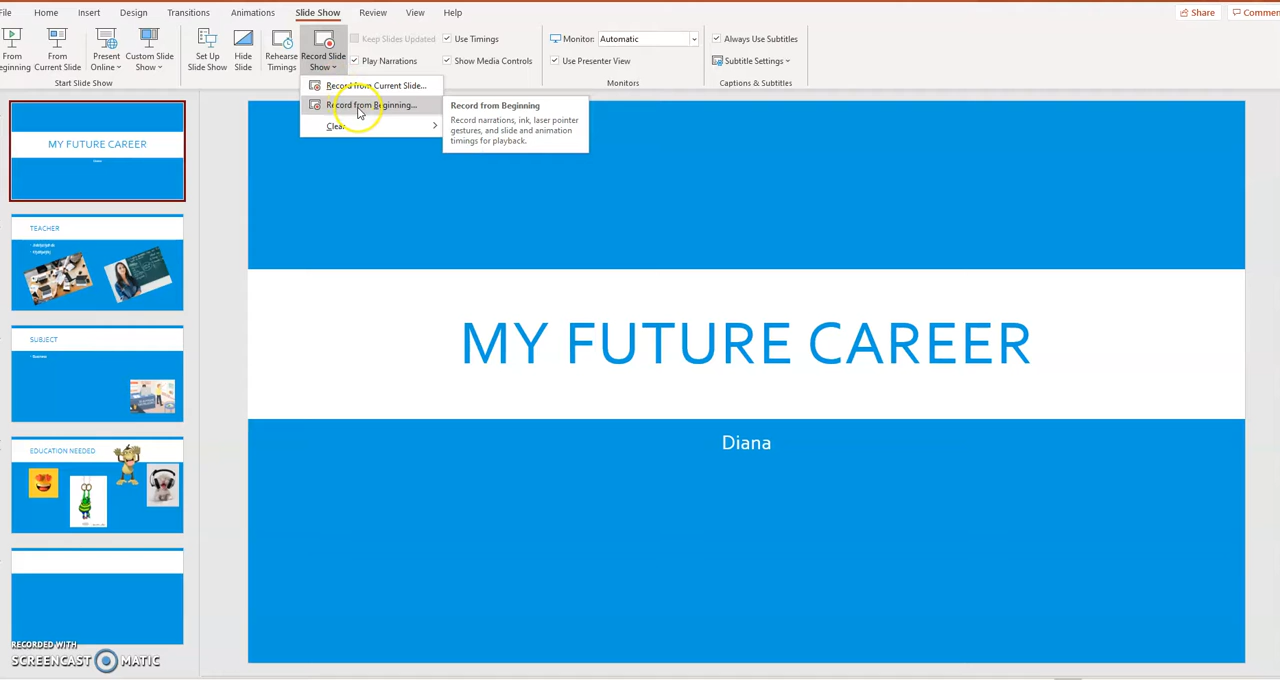 File Home Insert Design Transitions Animations Slide Show Review View Help Share Commen
From Beginning From Current Slide Present Online Custom Slide Show Set Up Slide Show Hide Slide Rehearse Timings Record Slide Show
Keep Slides Updated Use Timings Monitor: Automatic Always Use Subtitles
Play Narrations Show Media Controls Use Presenter View Subtitle Settings
Start Slide Show Monitors Captions & Subtitles
Record from Current Slide...
Record from Beginning...
Clear
Record from Beginning
Record narrations, ink, laser pointer
gestures, and slide and animation
timings for playback.
MY FUTURE CAREER
Diana
TEACHER
SUBJECT
EDUCATION NEEDED
MY FUTURE CAREER
Diana
RECORDED WITH
SCREENCAST MATIC